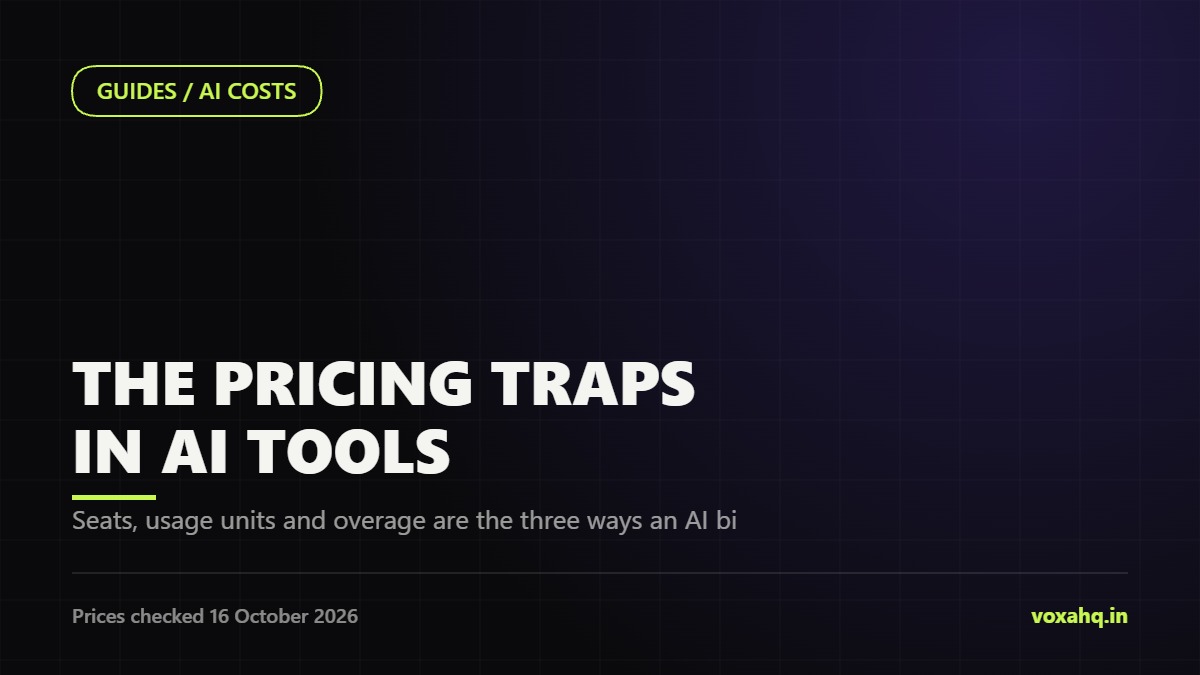 GUIDES / AI COSTS
THE PRICING TRAPS
IN AI TOOLS
Seats, usage units and overage are the three ways an AI bi
Prices checked 16 October 2026
voxahq.in